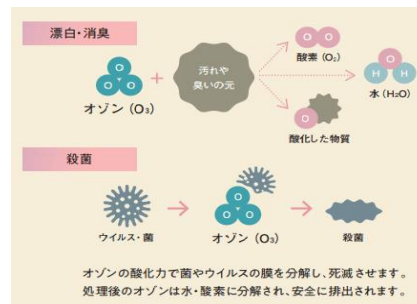 漂白・消臭
O
O O
オゾン（O₃）
+
汚れや
臭いの元
O O
酸素（O₂）
O
H H
水（H₂O）
O
酸化した物質
殺菌
ウイルス・菌
O
O O
オゾン（O₃）
殺菌
オゾンの酸化力で菌やウイルスの膜を分解し、死滅させます。
処理後のオゾンは水・酸素に分解され、安全に排出されます。